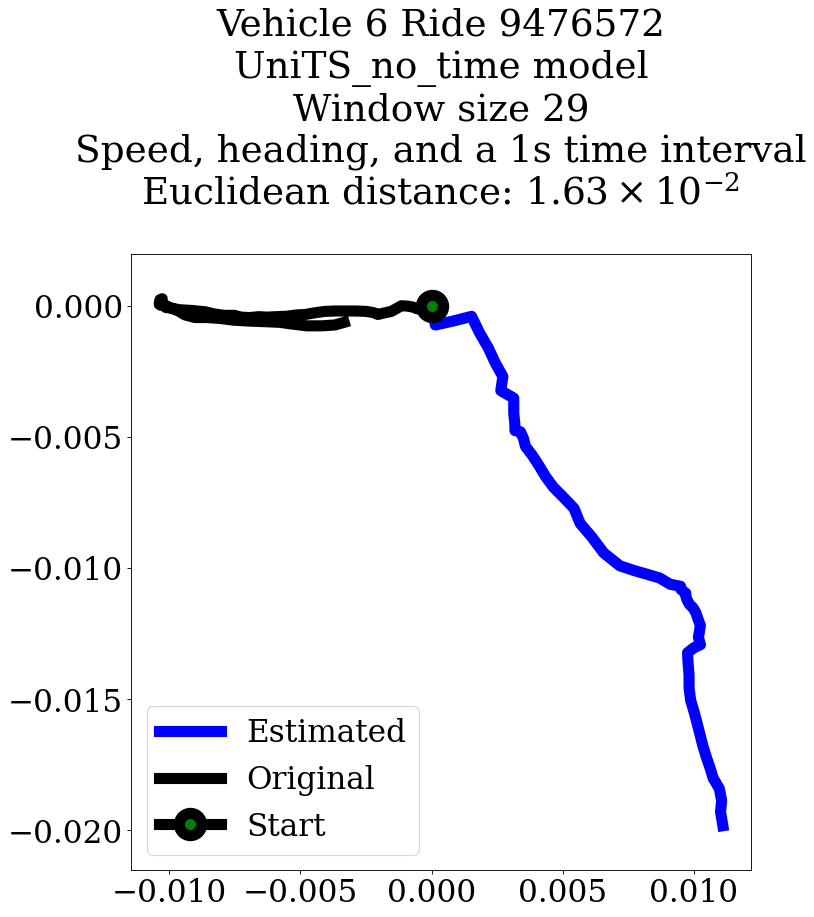 Vehicle 6 Ride 9476572
UniTS_no_time model
Window size 29
Speed, heading, and a 1s time interval
Euclidean distance: 1.63 × 10⁻²
0.000
−0.005
−0.010
−0.015
−0.020
Estimated
Original
Start
−0.010 −0.005 0.000 0.005 0.010